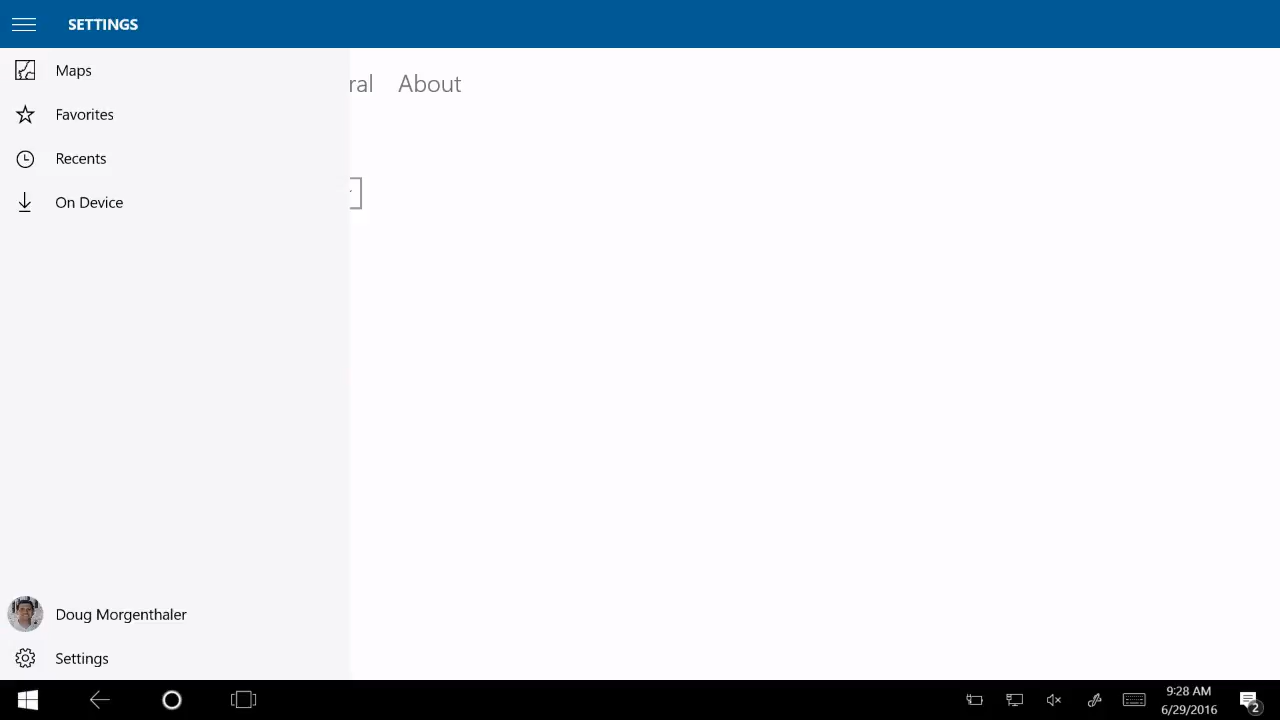 SETTINGS
Maps
ral About
Favorites
Recents
On Device
Doug Morgenthaler
Settings
9:28 AM
6/29/2016
2